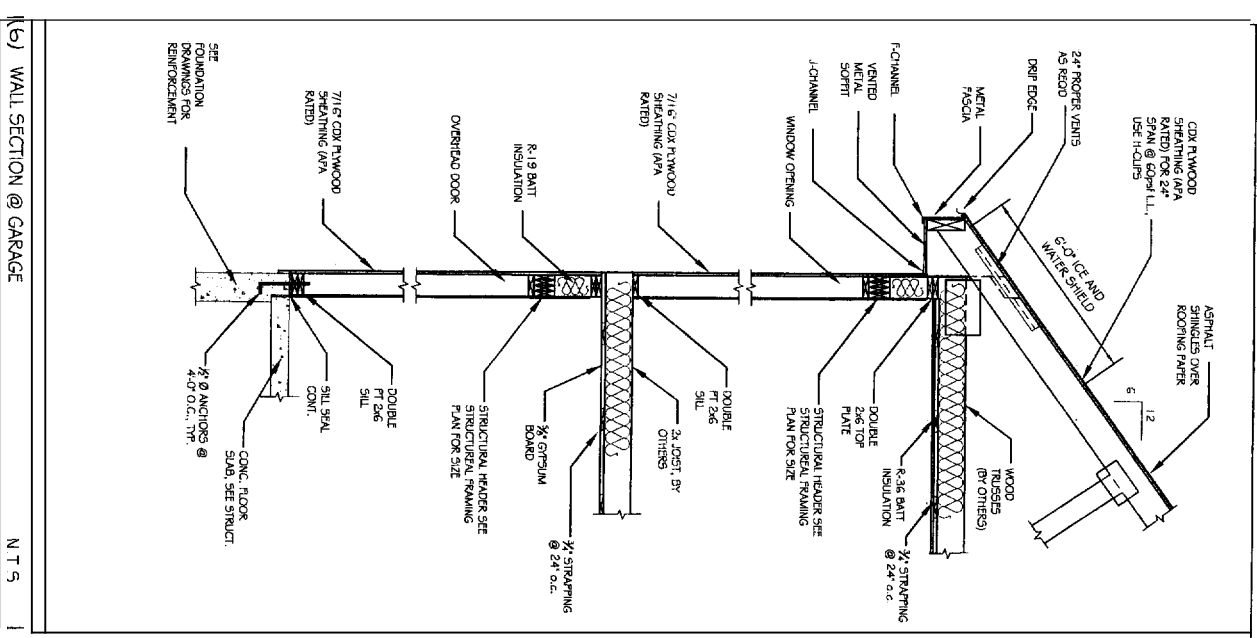 ASPHALT
SHINGLES OVER
ROOFING PAPER
12
6
CDX PLYWOOD
SHEATHING (APA
RATED) FOR 24"
SPAN @ 60psf L.L.,
USE H-CLIPS
6'-0" ICE AND
WATER SHIELD
24" PROPER VENTS
AS REQ'D
DRIP EDGE
METAL
FASCIA
F-CHANNEL
VENTED
METAL
SOFFIT
J-CHANNEL
WINDOW OPENING
7/16" CDX PLYWOOD
SHEATHING (APA
RATED)
R-19 BATT
INSULATION
OVERHEAD DOOR
7/16" CDX PLYWOOD
SHEATHING (APA
RATED)
SEE
FOUNDATION
DRAWINGS FOR
REINFORCEMENT
WOOD
TRUSSES
(BY OTHERS)
¾" STRAPPING
@ 24" o.c.
R-36 BATT
INSULATION
DOUBLE
2x6 TOP
PLATE
STRUCTURAL HEADER SEE
STRUCTUREAL FRAMING
PLAN FOR SIZE
DOUBLE
PT 2x6
SILL
2x JOIST, BY
OTHERS
¾" STRAPPING
@ 24" o.c.
⅝" GYPSUM
BOARD
STRUCTURAL HEADER SEE
STRUCTUREAL FRAMING
PLAN FOR SIZE
DOUBLE
PT 2x6
SILL
SILL SEAL
CONT.
CONC. FLOOR
SLAB, SEE STRUCT.
½" Ø ANCHORS @
4'-0" O.C., TYP.
(6) WALL SECTION @ GARAGE
N T S